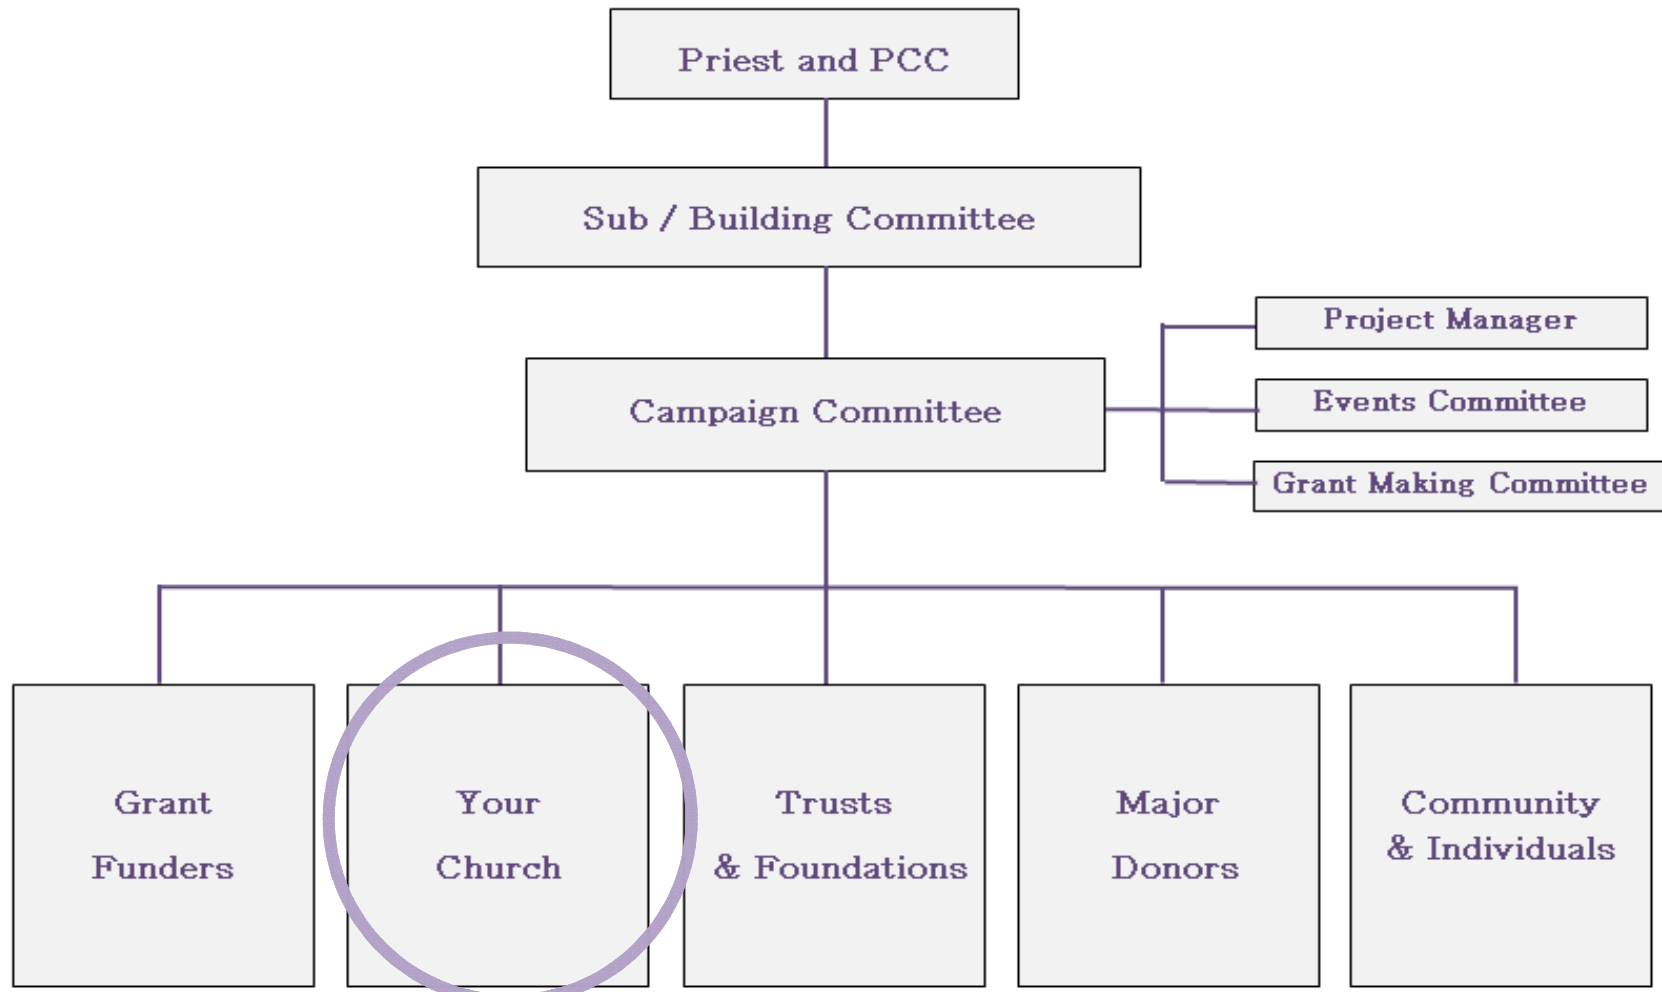 Priest and PCC
Sub / Building Committee
Project Manager
Events Committee
Campaign Committee
Grant Making Committee
Grant
Funders
Your
Church
Trusts
& Foundations
Major
Donors
Community
& Individuals